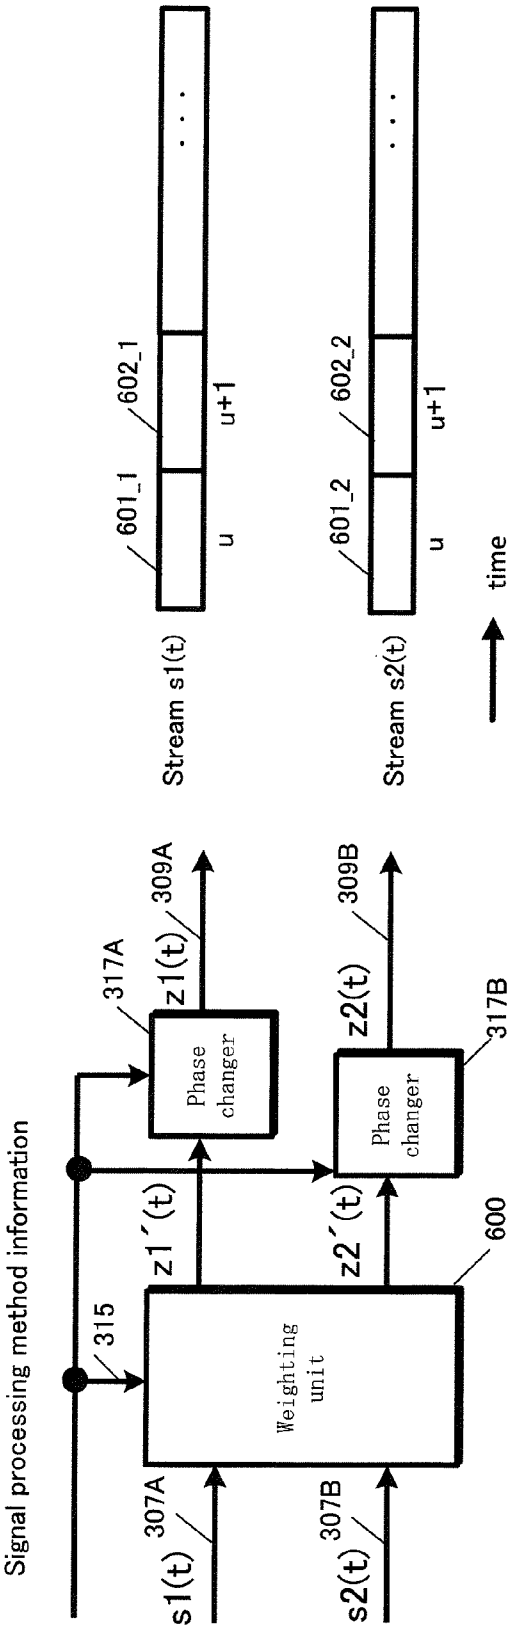 Signal processing method information
315
s1(t)
307A
s2(t)
307B
Weighting
unit
600
z1´(t)
z2´(t)
317A
Phase
changer
z1(t)
309A
Phase
changer
317B
z2(t)
309B
Stream s1(t)
601_1
602_1
u
u+1
. . .
Stream s2(t)
601_2
602_2
u
u+1
. . .
time